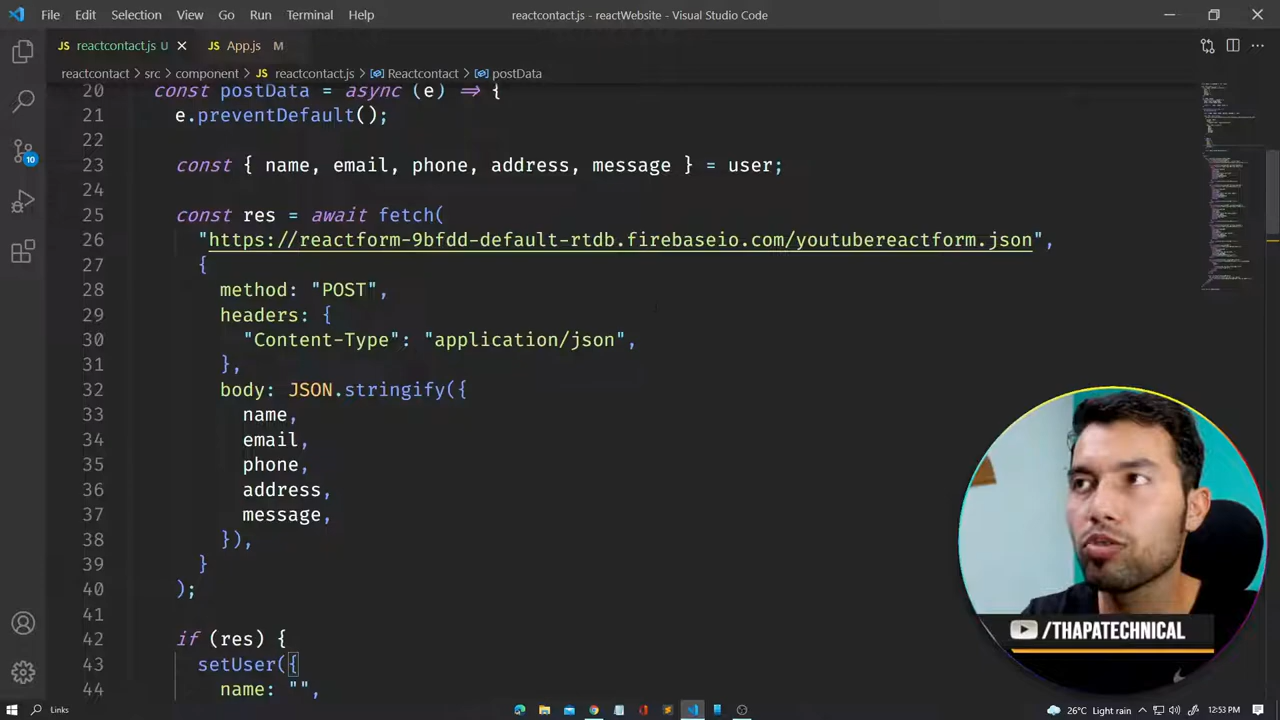 File Edit Selection View Go Run Terminal Help reactcontact.js - reactWebsite - Visual Studio Code
JS reactcontact.js U JS App.js M
reactcontact > src > component > JS reactcontact.js > Reactcontact > postData
20 const postData = async (e) => {
21 e.preventDefault();
22
23 const { name, email, phone, address, message } = user;
24
25 const res = await fetch(
26 "https://reactform-9bfdd-default-rtdb.firebaseio.com/youtubereactform.json",
27 {
28 method: "POST",
29 headers: {
30 "Content-Type": "application/json",
31 },
32 body: JSON.stringify({
33 name,
34 email,
35 phone,
36 address,
37 message,
38 }),
39 }
40 );
41
42 if (res) {
43 setUser({
44 name: "",
10
/THAPATECHNICAL
Links 26°C Light rain 12:53 PM